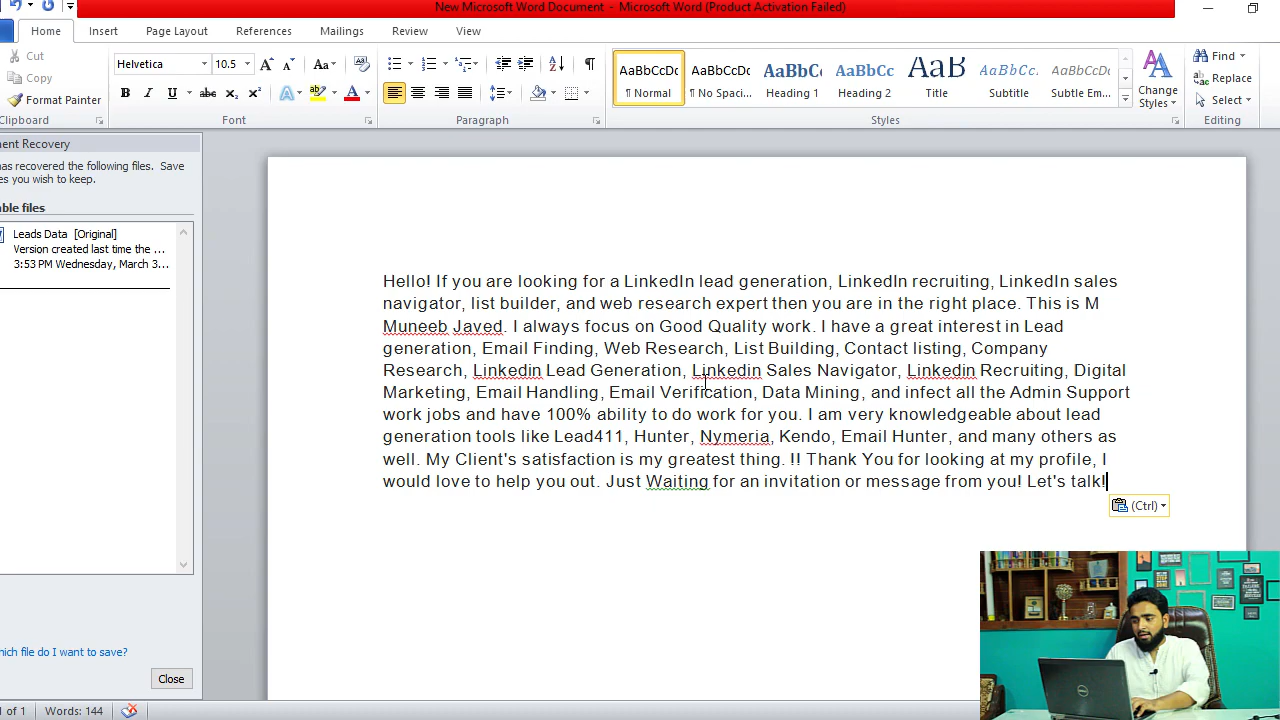 New Microsoft Word Document - Microsoft Word (Product Activation Failed)
Home Insert Page Layout References Mailings Review View
Cut
Copy
Format Painter
Clipboard
Helvetica 10.5
Font
Paragraph
AaBbCcDc AaBbCcDc AaBbC AaBbCc AaB AaBbCc. AaBbCcDc
¶ Normal ¶ No Spaci... Heading 1 Heading 2 Title Subtitle Subtle Em...
Change
Styles
Styles
Find
Replace
Select
Editing
ent Recovery
has recovered the following files. Save
es you wish to keep.
able files
Leads Data [Original]
Version created last time the ...
3:53 PM Wednesday, March 3...
hich file do I want to save?
Close
Hello! If you are looking for a LinkedIn lead generation, LinkedIn recruiting, LinkedIn sales
navigator, list builder, and web research expert then you are in the right place. This is M
Muneeb Javed. I always focus on Good Quality work. I have a great interest in Lead
generation, Email Finding, Web Research, List Building, Contact listing, Company
Research, Linkedin Lead Generation, Linkedin Sales Navigator, Linkedin Recruiting, Digital
Marketing, Email Handling, Email Verification, Data Mining, and infect all the Admin Support
work jobs and have 100% ability to do work for you. I am very knowledgeable about lead
generation tools like Lead411, Hunter, Nymeria, Kendo, Email Hunter, and many others as
well. My Client's satisfaction is my greatest thing. !! Thank You for looking at my profile, I
would love to help you out. Just Waiting for an invitation or message from you! Let's talk!
(Ctrl)
1 of 1 Words: 144